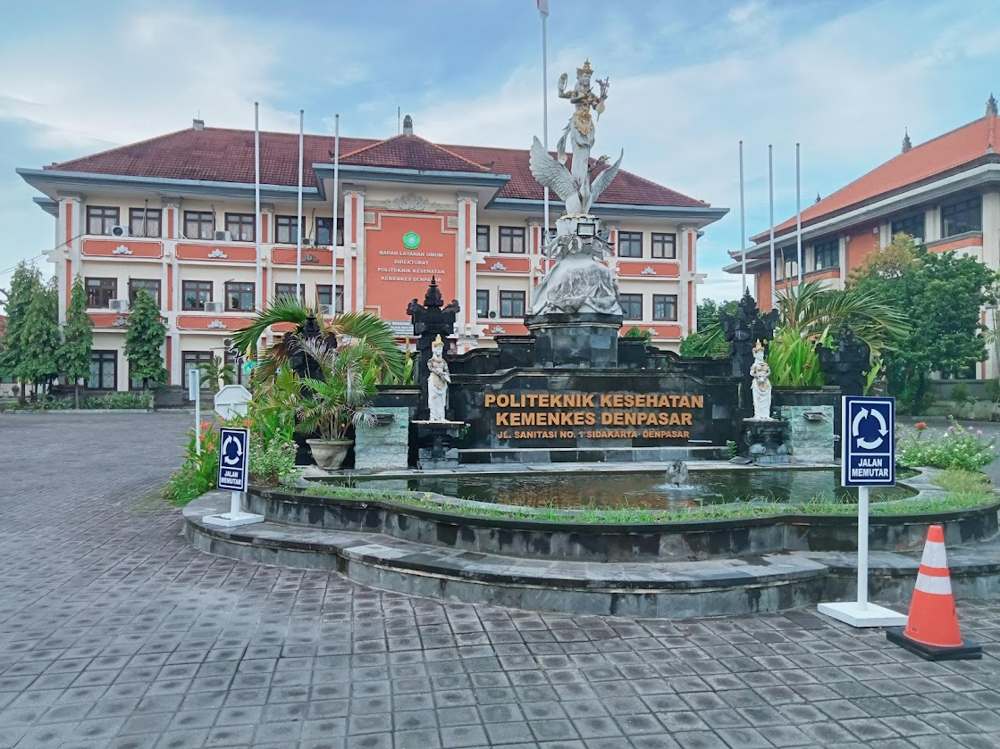 BADAN LAYANAN UMUM
DIREKTORAT
POLITEKNIK KESEHATAN
KEMENKES DENPASAR
POLITEKNIK KESEHATAN
KEMENKES DENPASAR
JL. SANITASI NO. 1 SIDAKARYA DENPASAR
JALAN
MEMUTAR
JALAN
MEMUTAR